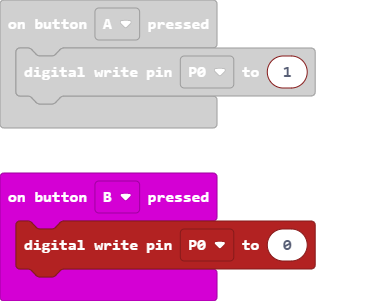 on button A pressed
digital write pin P0 to 1
on button B pressed
digital write pin P0 to 0